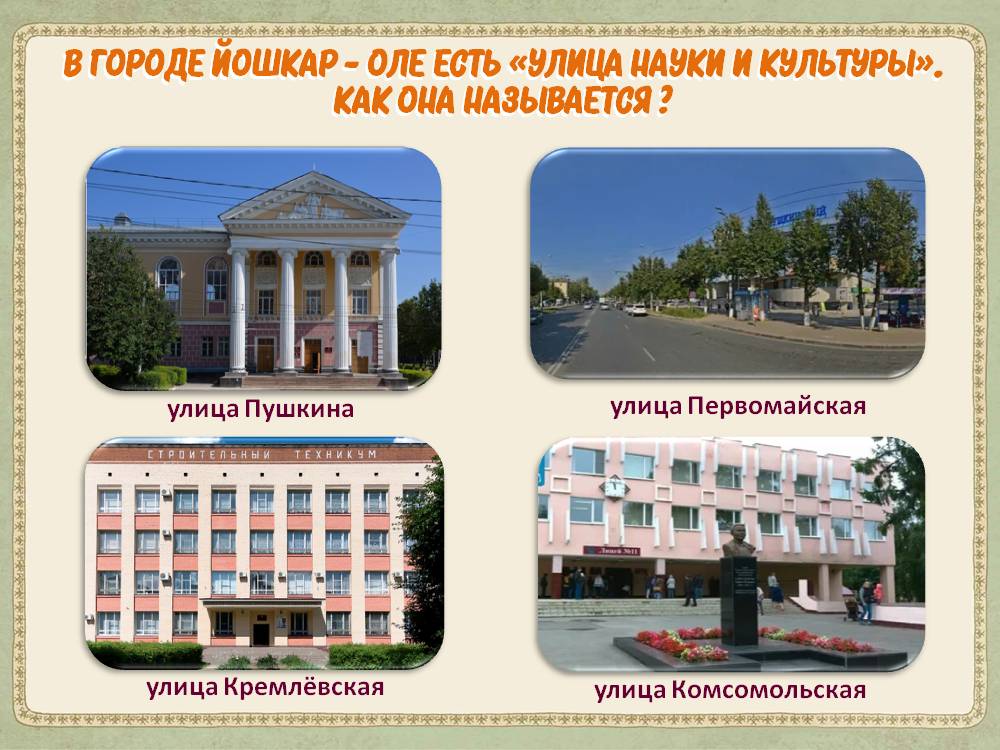 В ГОРОДЕ ЙОШКАР - ОЛЕ ЕСТЬ «УЛИЦА НАУКИ И КУЛЬТУРЫ».
КАК ОНА НАЗЫВАЕТСЯ ?
улица Пушкина
улица Первомайская
СТРОИТЕЛЬНЫЙ ТЕХНИКУМ
Лицей №11
улица Кремлёвская
улица Комсомольская